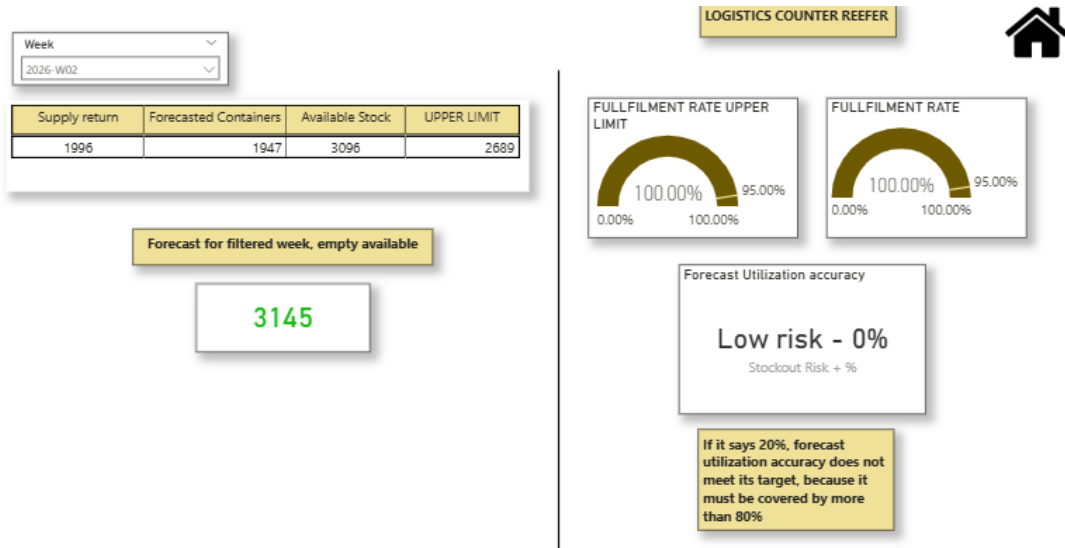 LOGISTICS COUNTER REEFER
Week
2026-W02
Supply return Forecasted Containers Available Stock UPPER LIMIT
1996 1947 3096 2689
Forecast for filtered week, empty available
3145
FULLFILMENT RATE UPPER
LIMIT
100.00%
95.00%
0.00% 100.00%
FULLFILMENT RATE
100.00%
95.00%
0.00% 100.00%
Forecast Utilization accuracy
Low risk - 0%
Stockout Risk + %
If it says 20%, forecast
utilization accuracy does not
meet its target, because it
must be covered by more
than 80%